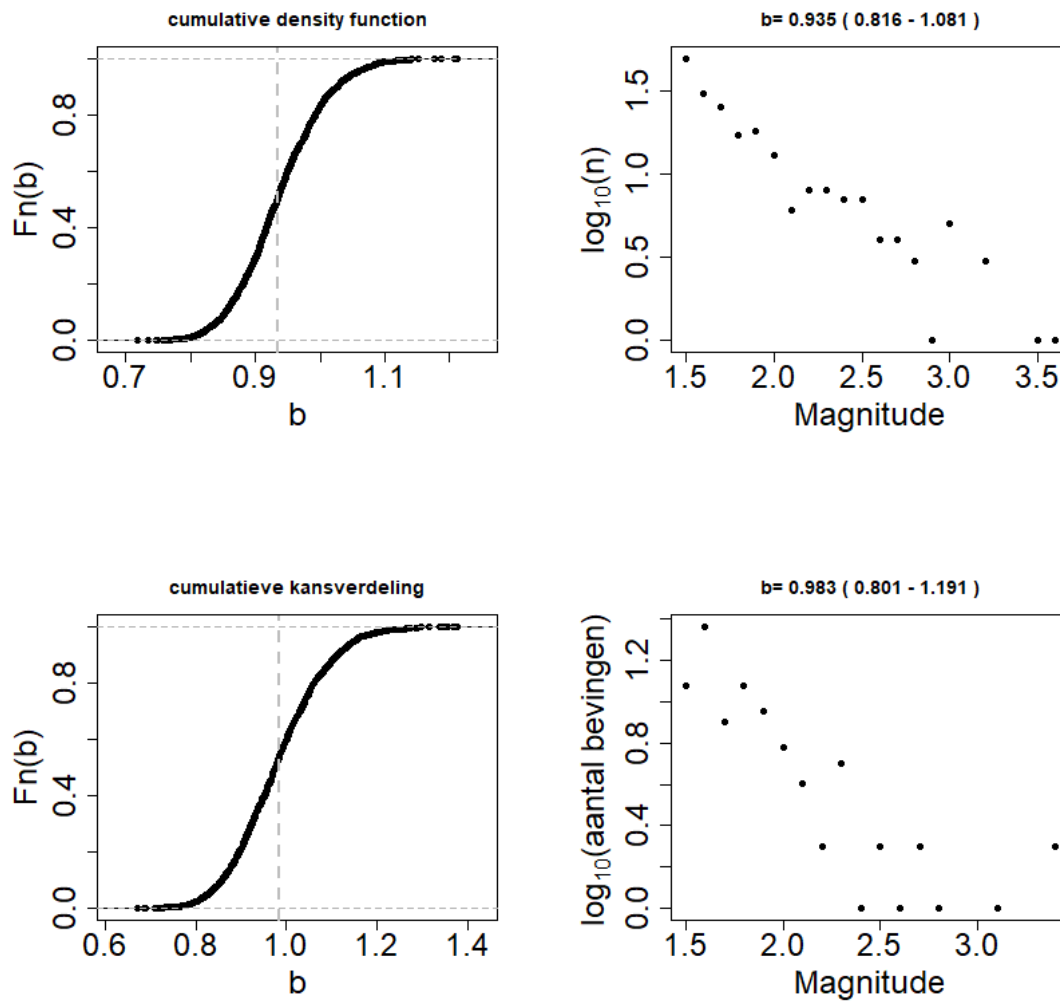 cumulative density function
Fn(b)
0.0 0.4 0.8
0.7 0.9 1.1
b
b= 0.935 ( 0.816 - 1.081 )
log10(n)
0.0 0.5 1.0 1.5
1.5 2.0 2.5 3.0 3.5
Magnitude
cumulatieve kansverdeling
Fn(b)
0.0 0.4 0.8
0.6 0.8 1.0 1.2 1.4
b
b= 0.983 ( 0.801 - 1.191 )
log10(aantal bevingen)
0.0 0.4 0.8 1.2
1.5 2.0 2.5 3.0
Magnitude